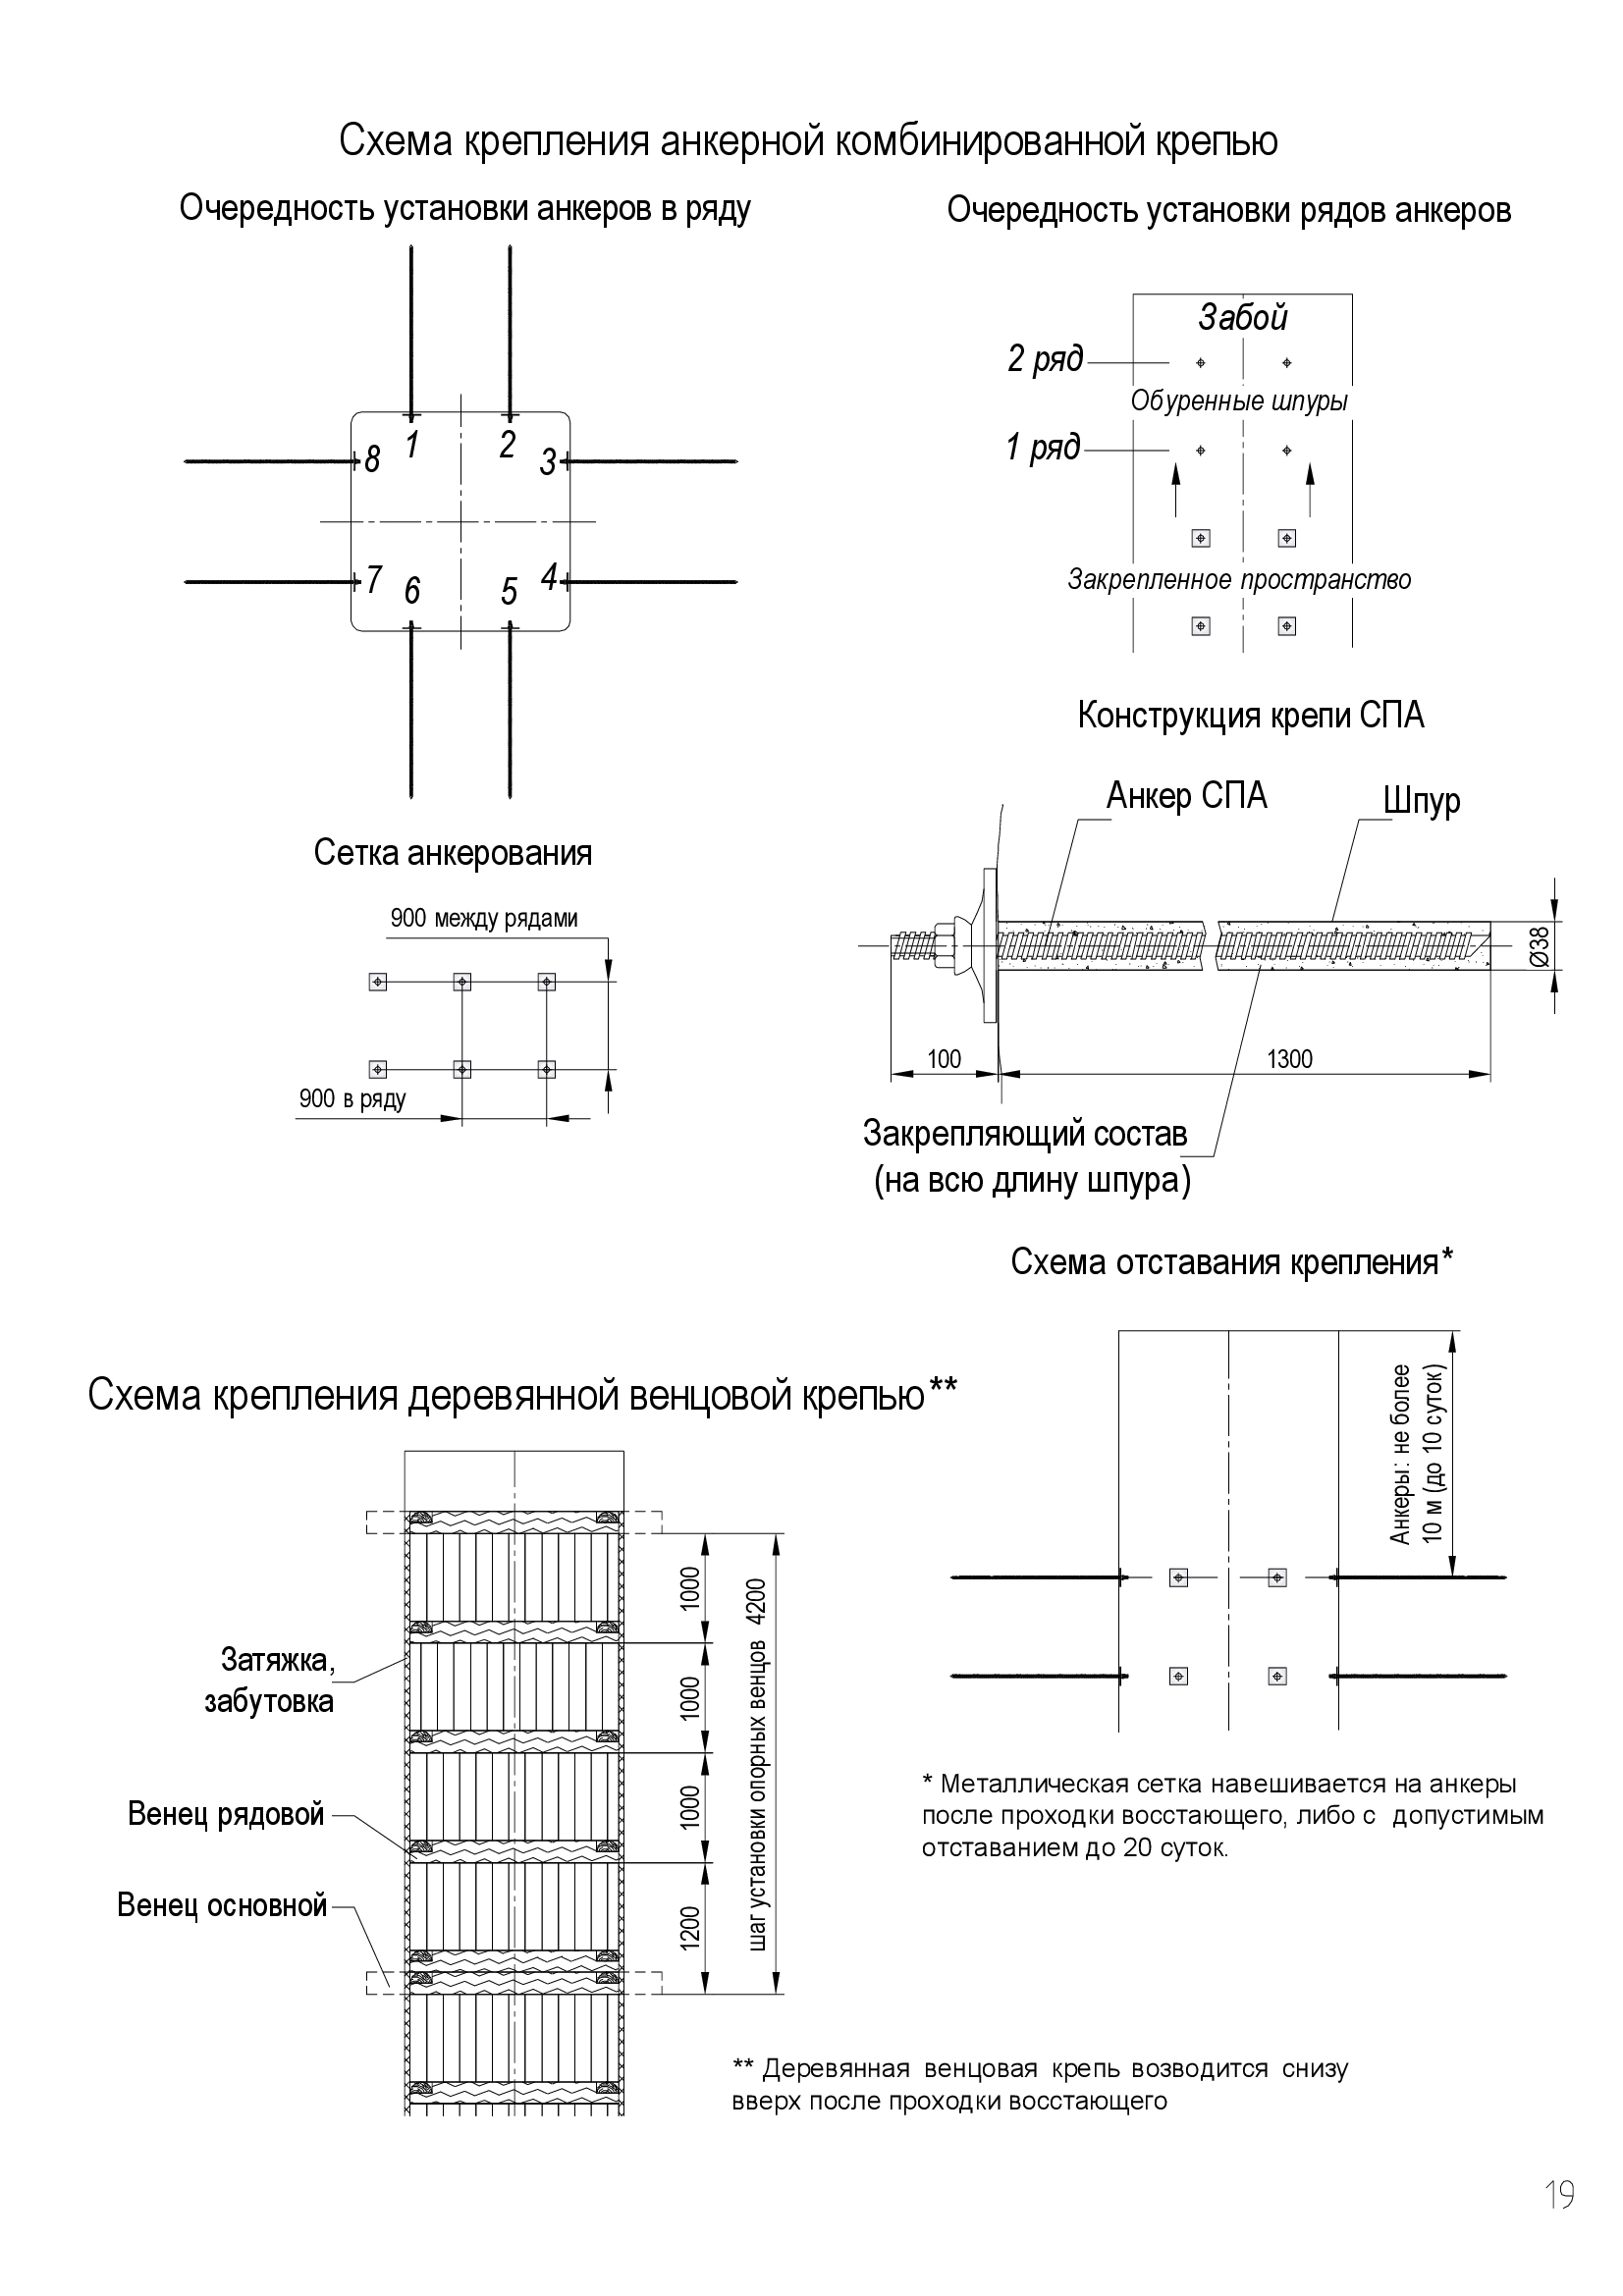 Схема крепления анкерной комбинированной крепью
Очередность установки анкеров в ряду
1
2
3
4
5
6
7
8
Очередность установки рядов анкеров
Забой
2 ряд
Обуренные шпуры
1 ряд
Закрепленное пространство
Сетка анкерования
900 между рядами
900 в ряду
Конструкция крепи СПА
Анкер СПА
Шпур
Ø38
100
1300
Закрепляющий состав
(на всю длину шпура)
Схема отставания крепления*
Анкеры: не более
10 м (до 10 суток)
* Металлическая сетка навешивается на анкеры
после проходки восстающего, либо с допустимым
отставанием до 20 суток.
Схема крепления деревянной венцовой крепью**
Затяжка,
забутовка
Венец рядовой
Венец основной
1000
1000
1000
1200
шаг установки опорных венцов 4200
** Деревянная венцовая крепь возводится снизу
вверх после проходки восстающего
19